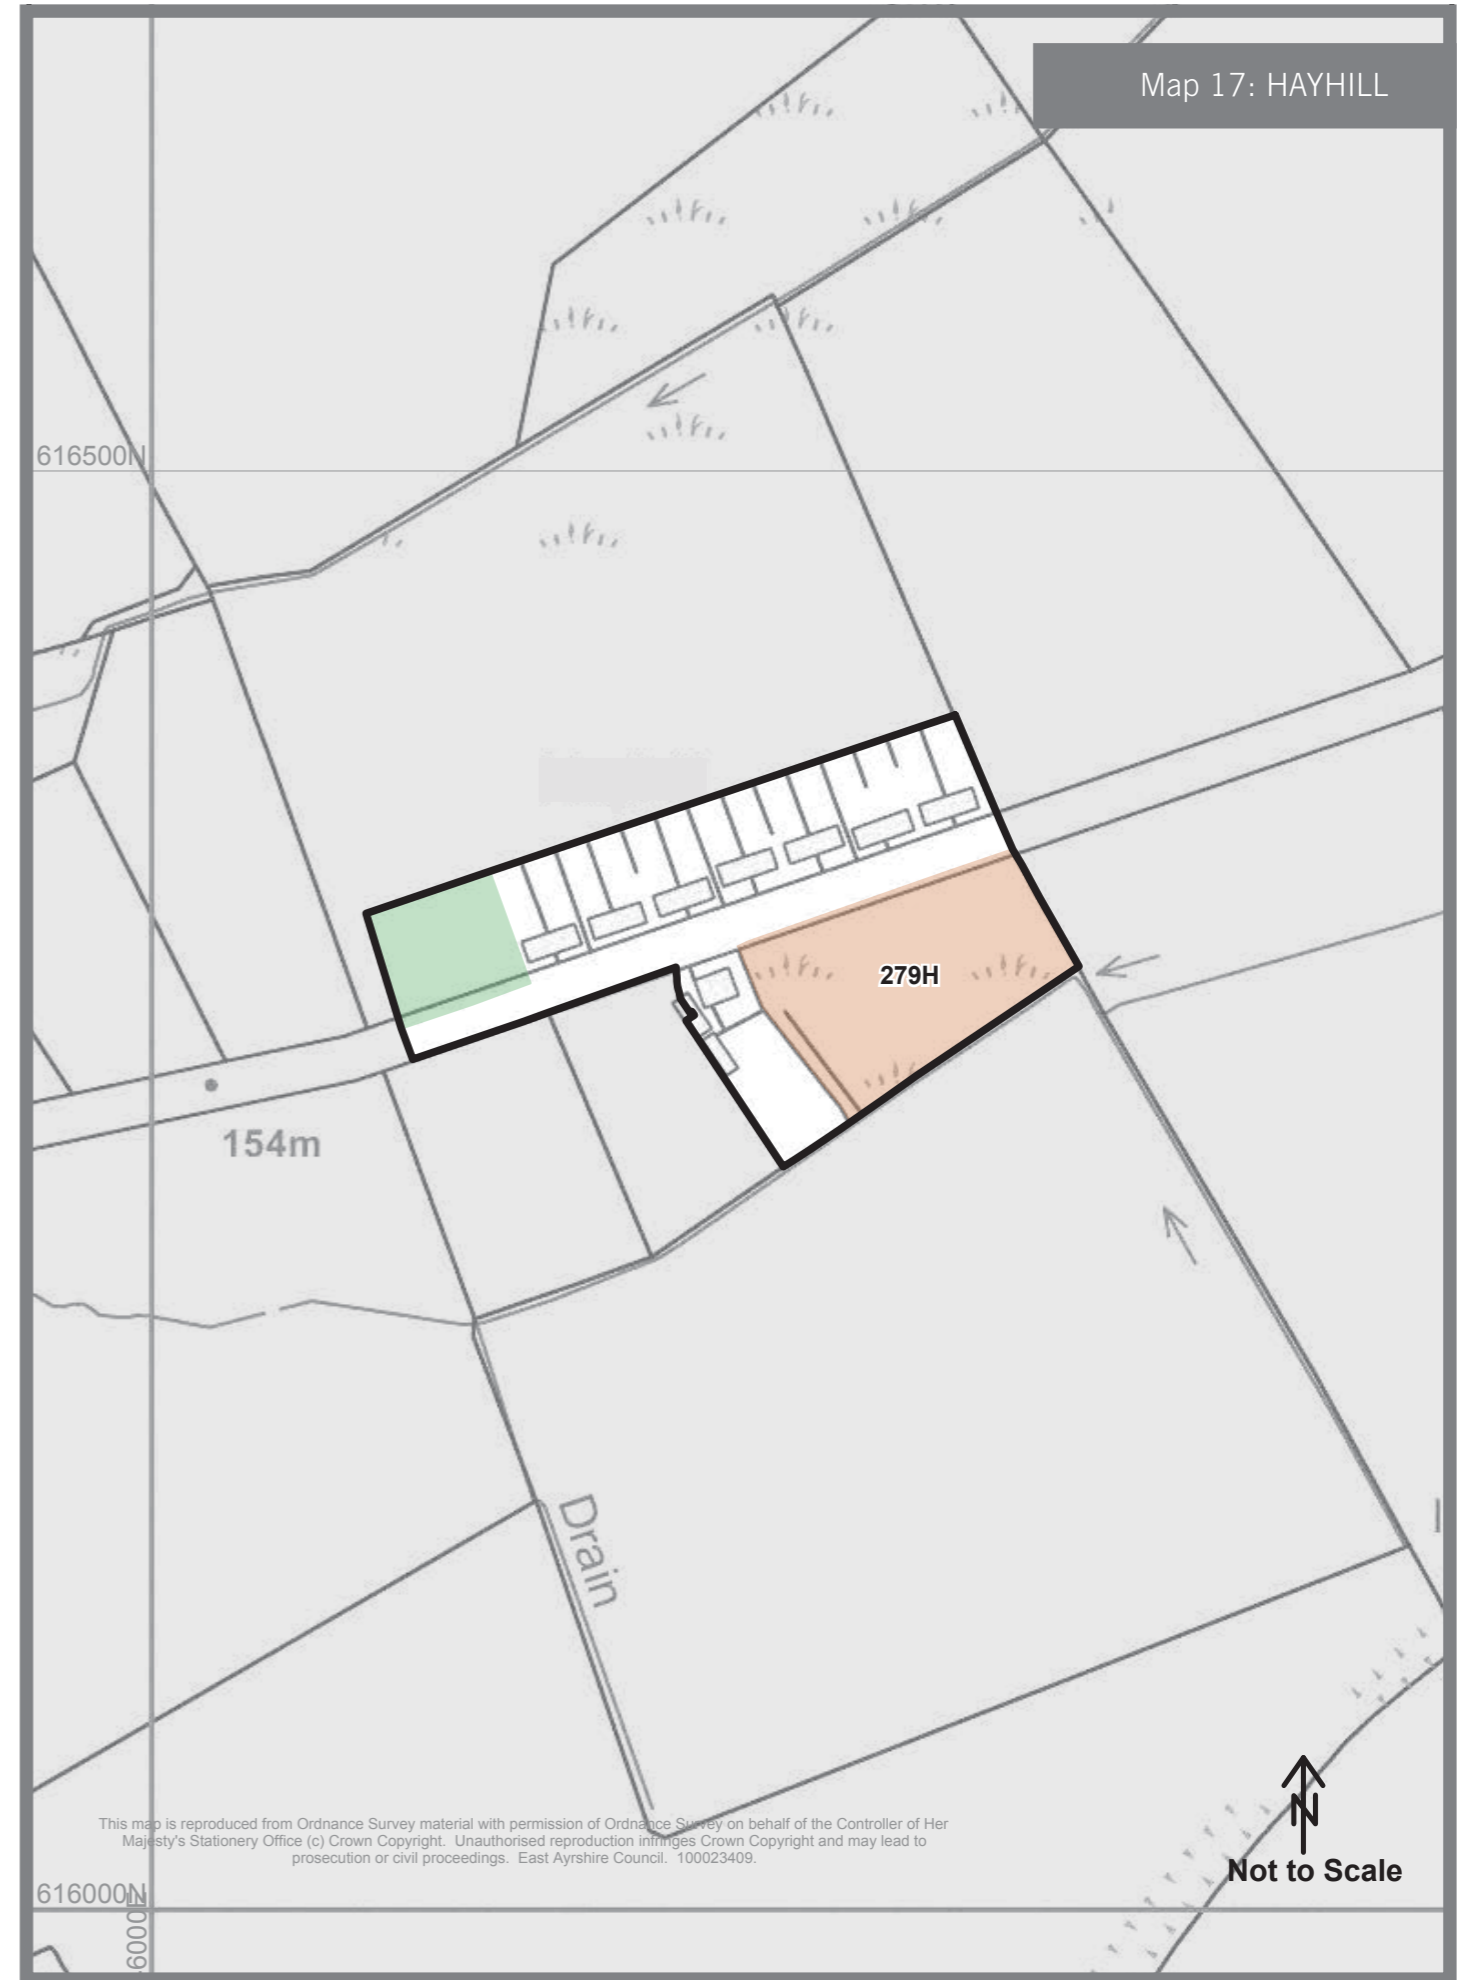 Map 17: HAYHILL
616500N
279H
154m
Drain
This map is reproduced from Ordnance Survey material with permission of Ordnance Survey on behalf of the Controller of Her
Majesty's Stationery Office (c) Crown Copyright. Unauthorised reproduction infringes Crown Copyright and may lead to
prosecution or civil proceedings. East Ayrshire Council. 100023409.
N
Not to Scale
616000N